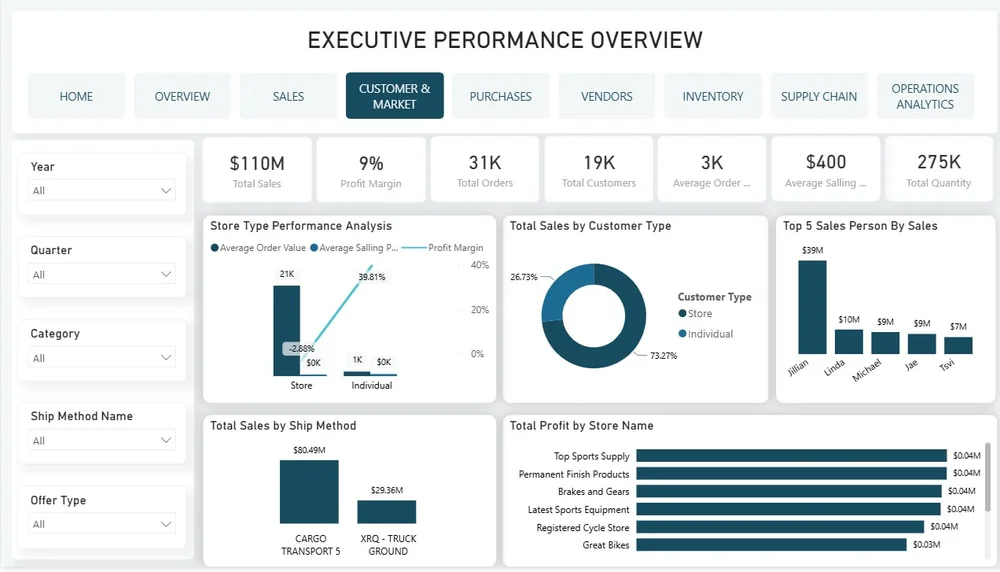 EXECUTIVE PERORMANCE OVERVIEW
HOME
OVERVIEW
SALES
CUSTOMER &
MARKET
PURCHASES
VENDORS
INVENTORY
SUPPLY CHAIN
OPERATIONS
ANALYTICS
Year
All
Quarter
All
Category
All
Ship Method Name
All
Offer Type
All
$110M
Total Sales
9%
Profit Margin
31K
Total Orders
19K
Total Customers
3K
Average Order ...
$400
Average Salling ...
275K
Total Quantity
Store Type Performance Analysis
Average Order Value Average Salling P... Profit Margin
40%
20%
0%
21K
39.81%
-2.88%
$0K
1K
$0K
Store
Individual
Total Sales by Customer Type
26.73%
73.27%
Customer Type
Store
Individual
Top 5 Sales Person By Sales
$39M
$10M
$9M
$9M
$7M
Jillian
Linda
Michael
Jae
Tsvi
Total Sales by Ship Method
$80.49M
$29.36M
CARGO
TRANSPORT 5
XRQ - TRUCK
GROUND
Total Profit by Store Name
Top Sports Supply $0.04M
Permanent Finish Products $0.04M
Brakes and Gears $0.04M
Latest Sports Equipment $0.04M
Registered Cycle Store $0.04M
Great Bikes $0.03M